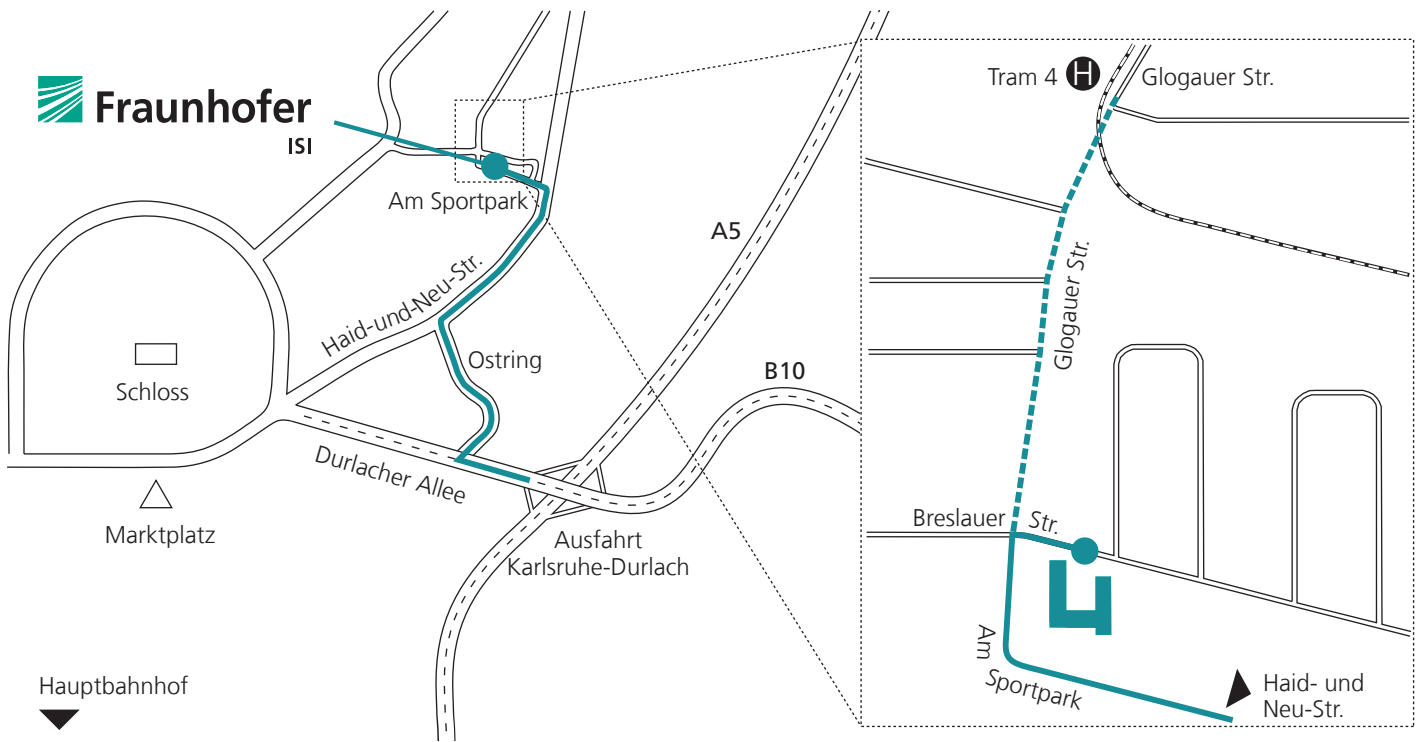 Fraunhofer
ISI
Am Sportpark
Haid-und-Neu-Str.
Ostring
A5
B10
Schloss
Durlacher Allee
Marktplatz
Ausfahrt
Karlsruhe-Durlach
Hauptbahnhof
Tram 4 H
Glogauer Str.
Glogauer Str.
Breslauer Str.
Am
Sportpark
Haid- und
Neu-Str.